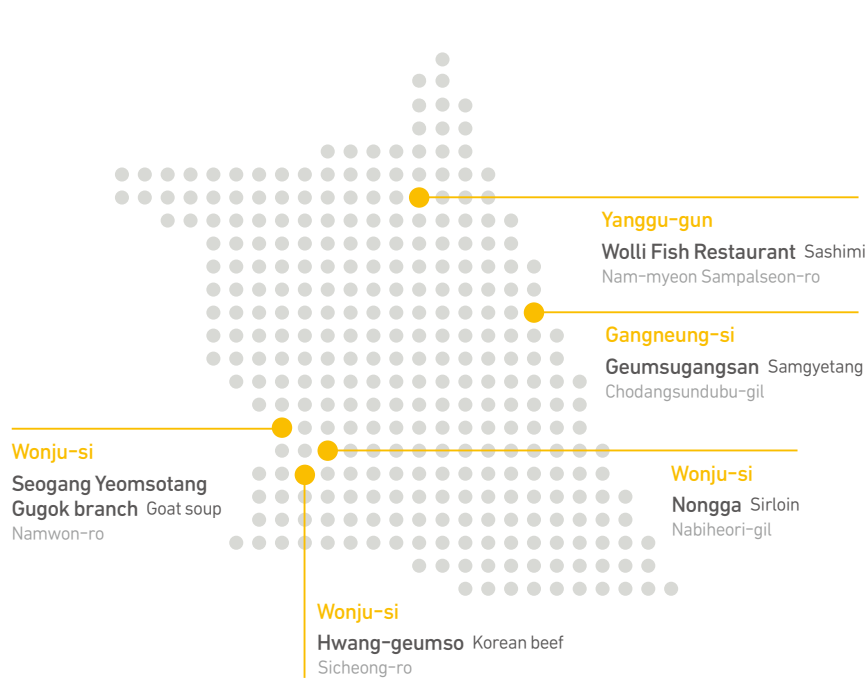 Yanggu-gun
Wolli Fish Restaurant Sashimi
Nam-myeon Sampalseon-ro
Gangneung-si
Geumsugangsan Samgyetang
Chodangsundubu-gil
Wonju-si
Seogang Yeomsotang
Gugok branch Goat soup
Namwon-ro
Wonju-si
Nongga Sirloin
Nabiheori-gil
Wonju-si
Hwang-geumso Korean beef
Sicheong-ro